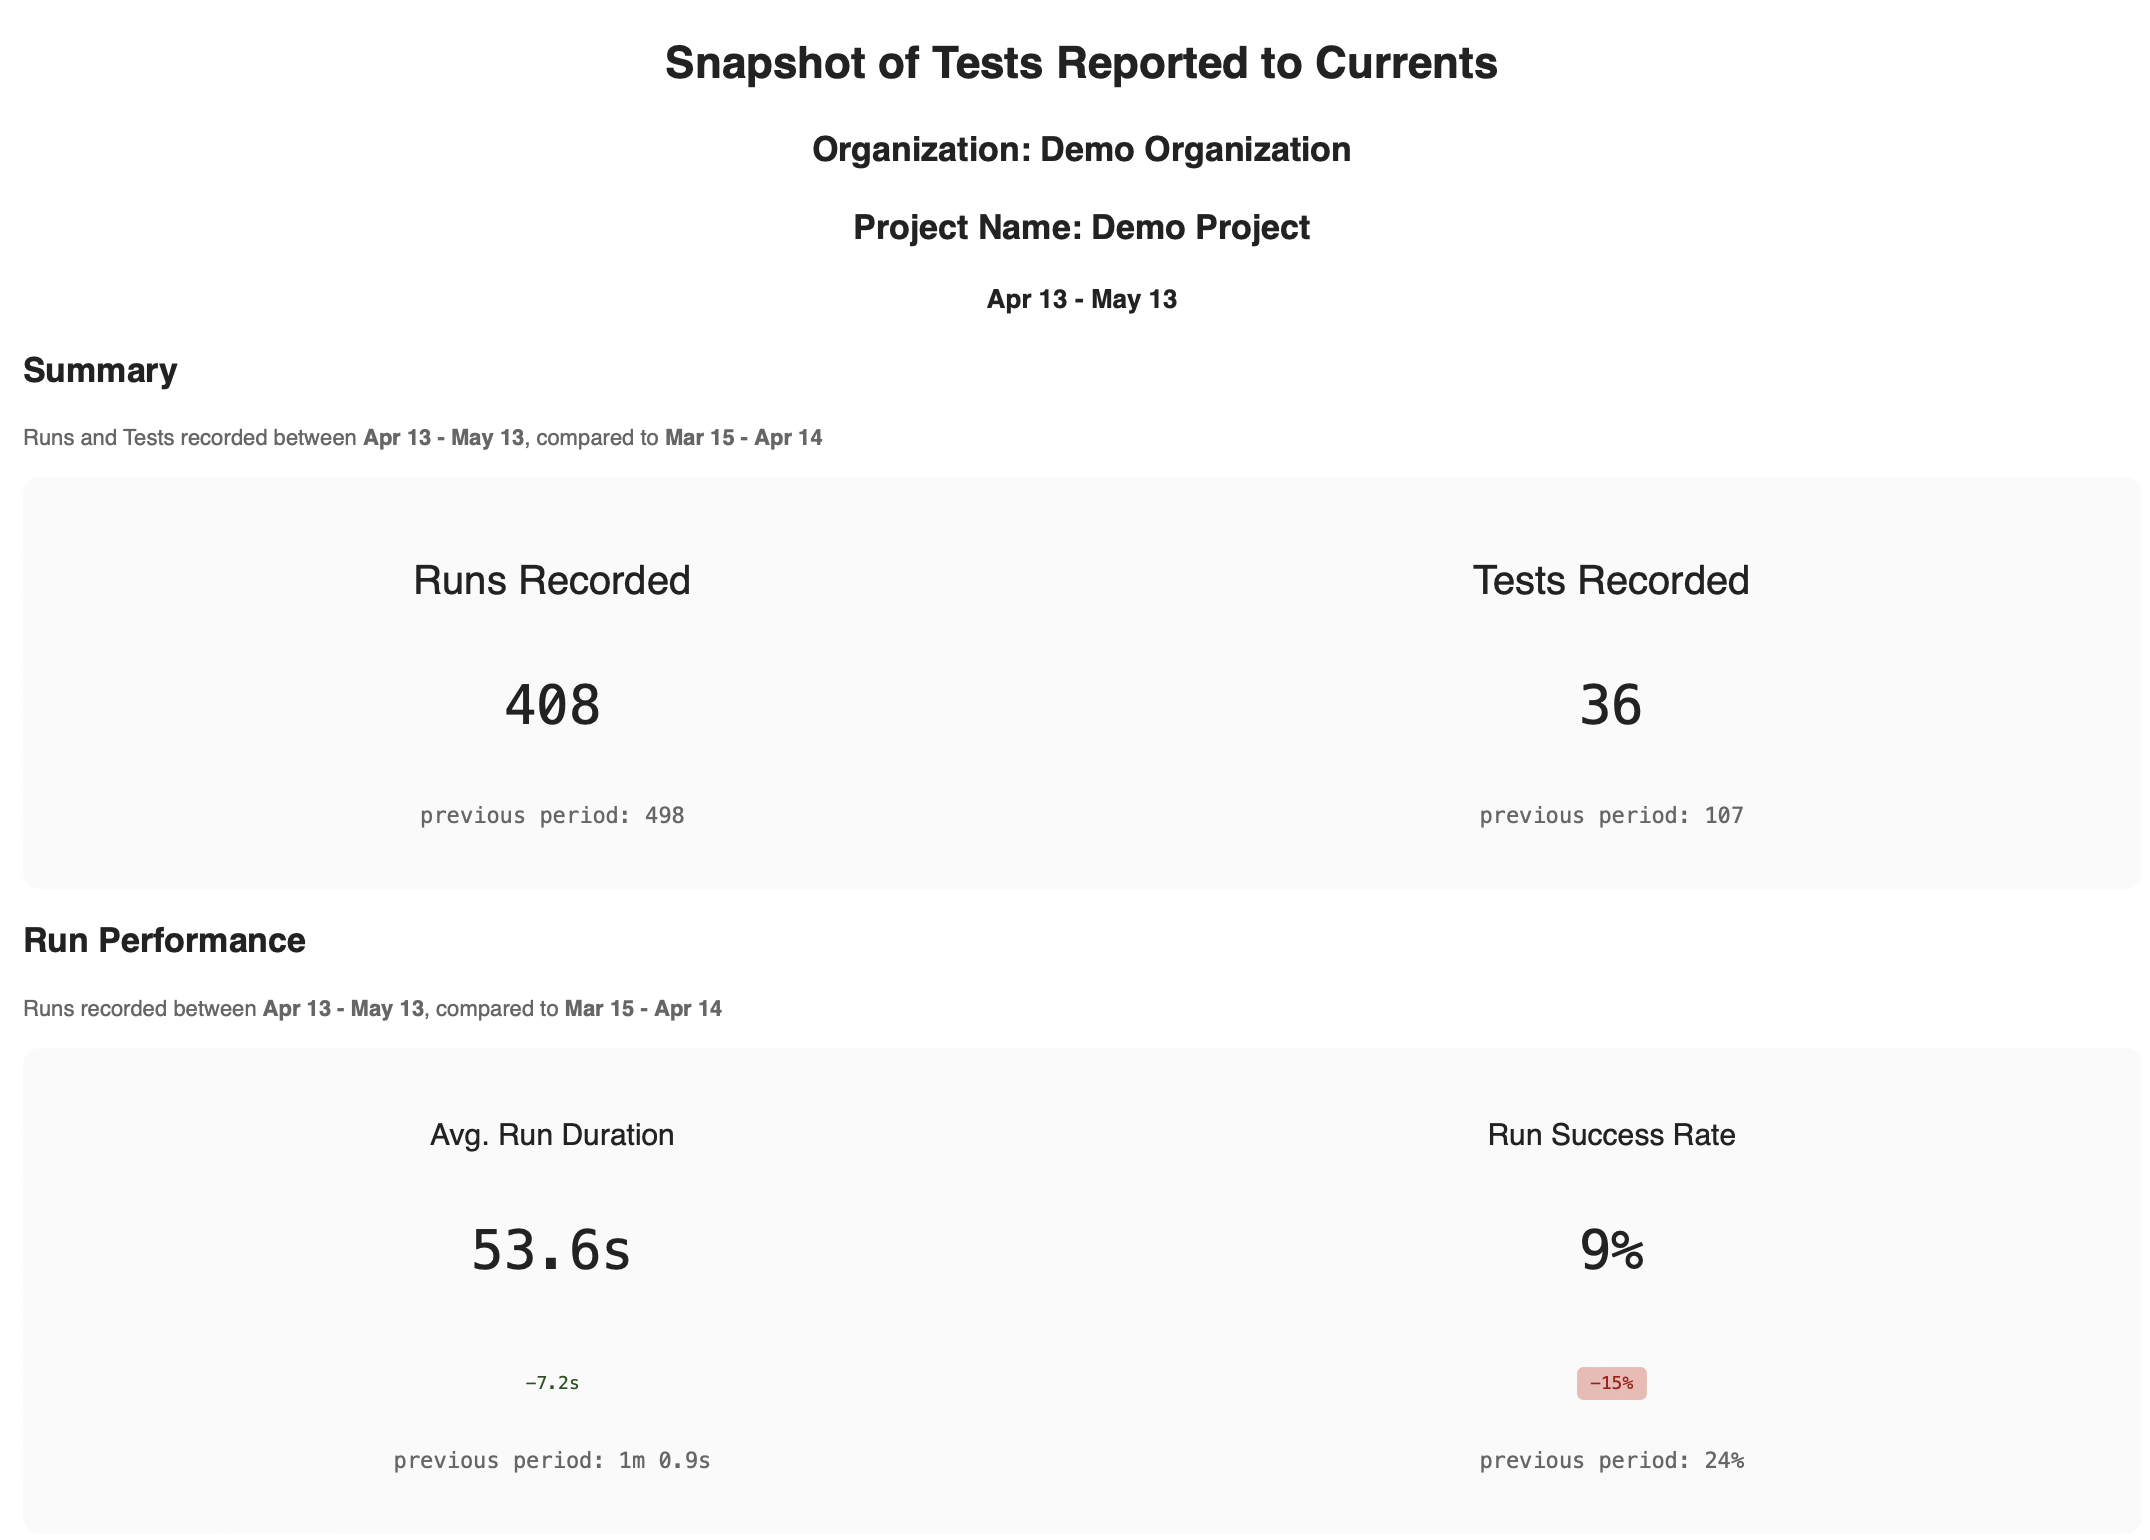 Snapshot of Tests Reported to Currents
Organization: Demo Organization
Project Name: Demo Project
Apr 13 - May 13
Summary
Runs and Tests recorded between Apr 13 - May 13, compared to Mar 15 - Apr 14
Runs Recorded
408
previous period: 498
Tests Recorded
36
previous period: 107
Run Performance
Runs recorded between Apr 13 - May 13, compared to Mar 15 - Apr 14
Avg. Run Duration
53.6s
-7.2s
previous period: 1m 0.9s
Run Success Rate
9%
-15%
previous period: 24%